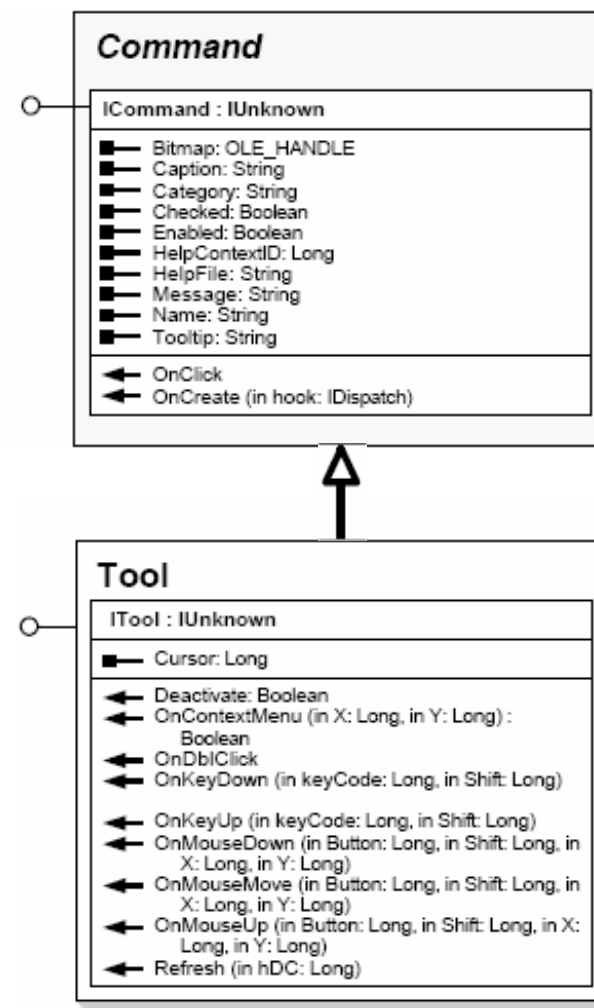 Command
ICommand : IUnknown
Bitmap: OLE_HANDLE
Caption: String
Category: String
Checked: Boolean
Enabled: Boolean
HelpContextID: Long
HelpFile: String
Message: String
Name: String
Tooltip: String
OnClick
OnCreate (in hook: IDispatch)
Tool
ITool : IUnknown
Cursor: Long
Deactivate: Boolean
OnContextMenu (in X: Long, in Y: Long) :
Boolean
OnDblClick
OnKeyDown (in keyCode: Long, in Shift: Long)
OnKeyUp (in keyCode: Long, in Shift: Long)
OnMouseDown (in Button: Long, in Shift: Long, in
X: Long, in Y: Long)
OnMouseMove (in Button: Long, in Shift: Long, in
X: Long, in Y: Long)
OnMouseUp (in Button: Long, in Shift: Long, in X:
Long, in Y: Long)
Refresh (in hDC: Long)